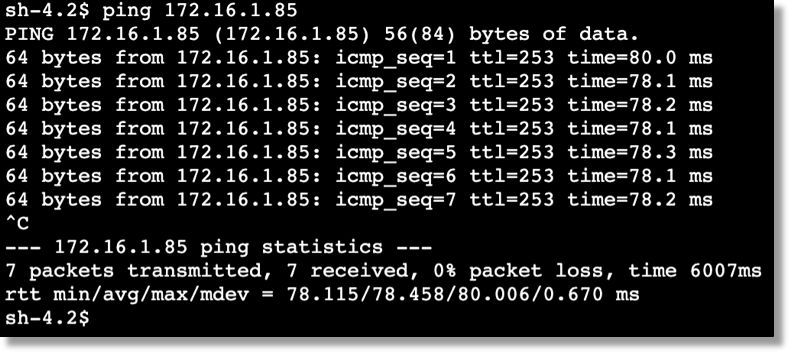 sh-4.2$ ping 172.16.1.85
PING 172.16.1.85 (172.16.1.85) 56(84) bytes of data.
64 bytes from 172.16.1.85: icmp_seq=1 ttl=253 time=80.0 ms
64 bytes from 172.16.1.85: icmp_seq=2 ttl=253 time=78.1 ms
64 bytes from 172.16.1.85: icmp_seq=3 ttl=253 time=78.2 ms
64 bytes from 172.16.1.85: icmp_seq=4 ttl=253 time=78.1 ms
64 bytes from 172.16.1.85: icmp_seq=5 ttl=253 time=78.3 ms
64 bytes from 172.16.1.85: icmp_seq=6 ttl=253 time=78.1 ms
64 bytes from 172.16.1.85: icmp_seq=7 ttl=253 time=78.2 ms
^C
--- 172.16.1.85 ping statistics ---
7 packets transmitted, 7 received, 0% packet loss, time 6007ms
rtt min/avg/max/mdev = 78.115/78.458/80.006/0.670 ms
sh-4.2$